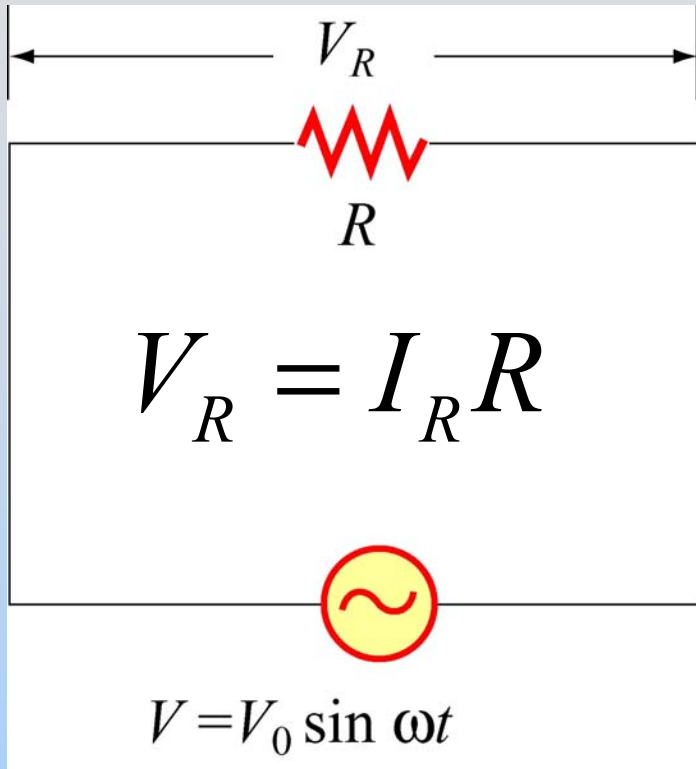 V_R
R
V_R = I_R R
V = V_0 sin ωt